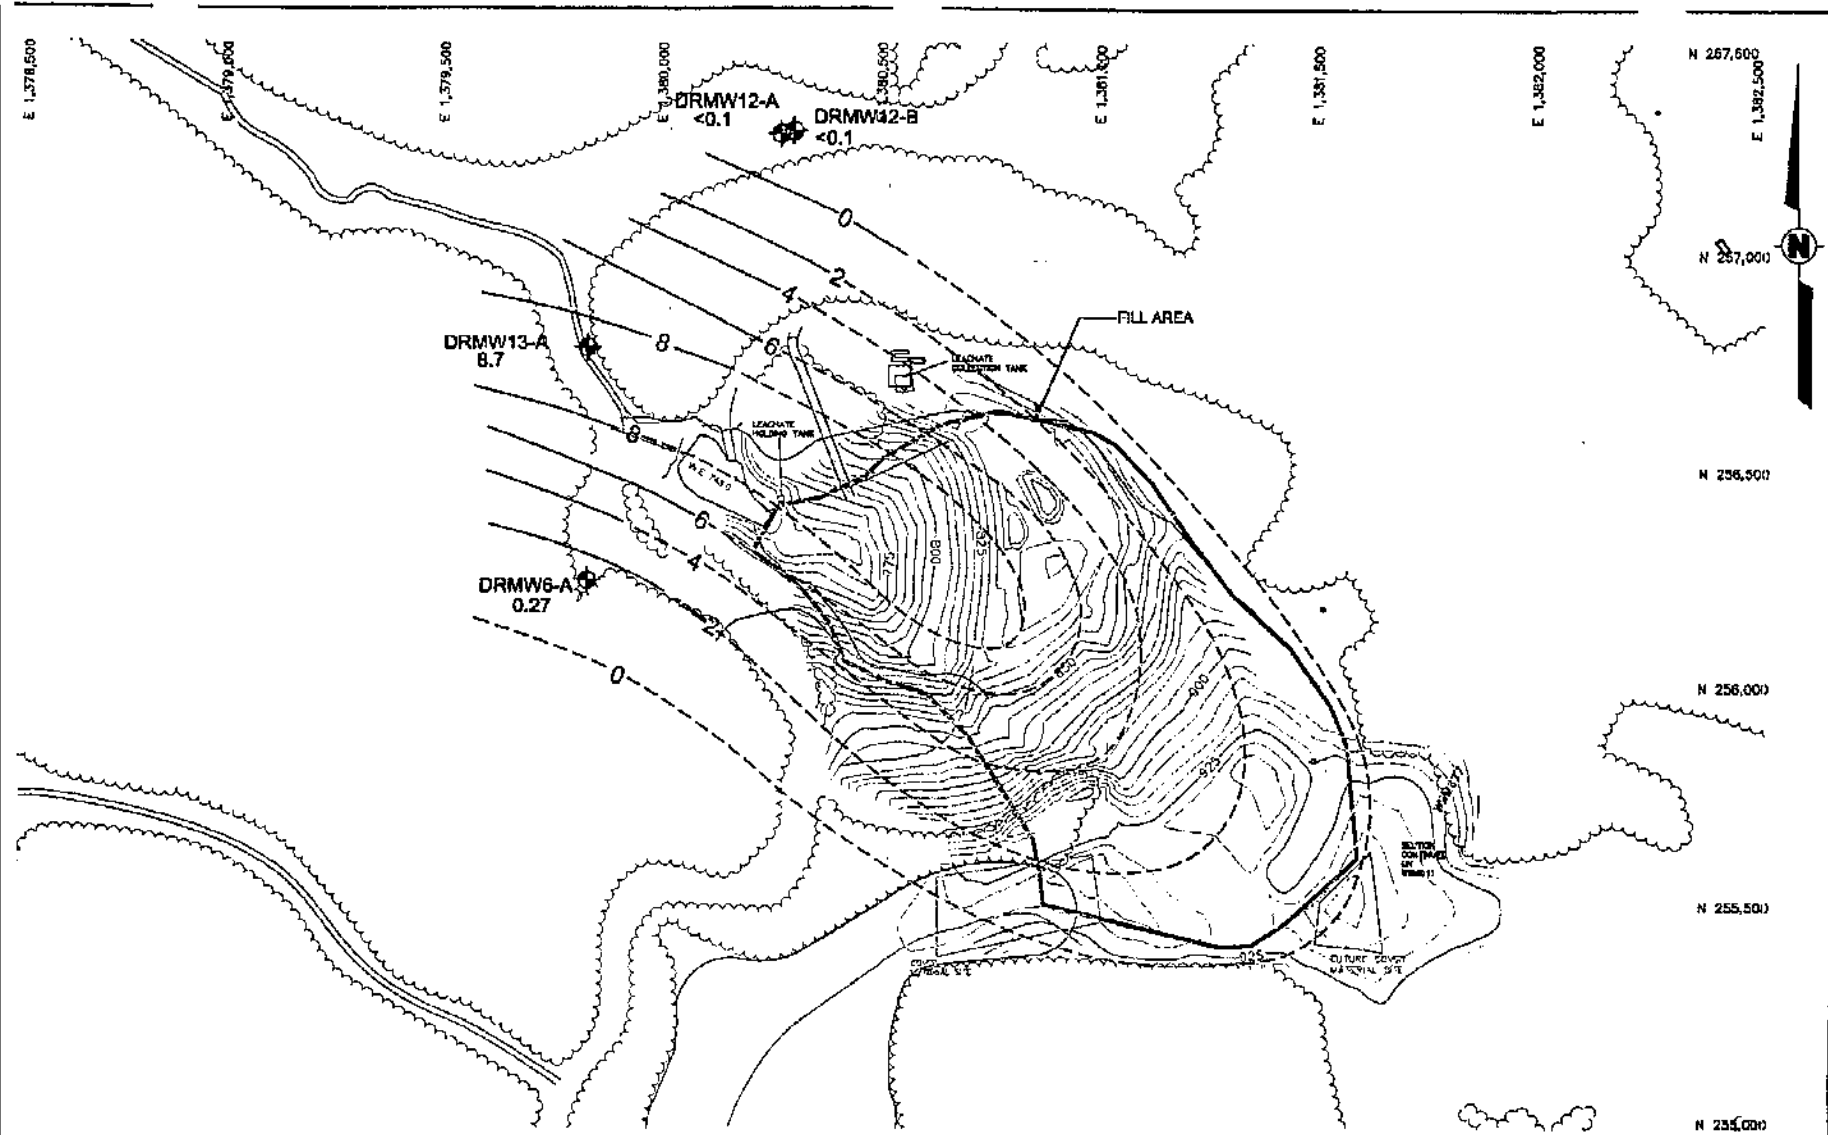 E 1,378,500
E 1,379,000
E 1,379,500
E 1,380,000
E 1,380,500
E 1,381,000
E 1,381,500
E 1,382,000
E 1,382,500
N 257,500
DRMW12-A
<0.1
DRMW12-B
<0.1
N
0
N 257,000
2
4
FILL AREA
DRMW13-A
8.7
8
6
LEACHATE
COLLECTION TANK
LEACHATE
HOLDING TANK
8
N 256,500
6
775
800
825
4
DRMW6-A
0.27
2
0
850
900
N 256,000
925
N 255,500
925
FUTURE COVER
MATERIAL SITE
N 255,000